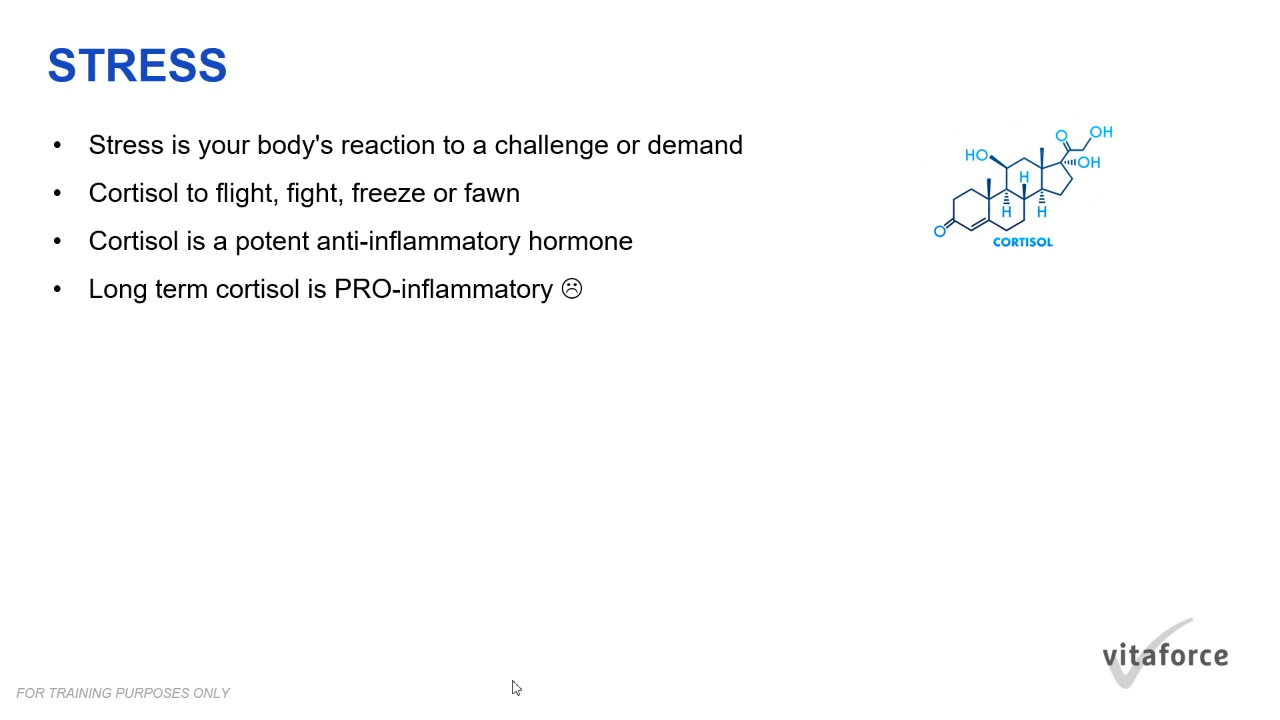 STRESS
• Stress is your body's reaction to a challenge or demand
• Cortisol to flight, fight, freeze or fawn
• Cortisol is a potent anti-inflammatory hormone
• Long term cortisol is PRO-inflammatory ☹
O OH
HO OH
H
H H
O
CORTISOL
vitaforce
FOR TRAINING PURPOSES ONLY